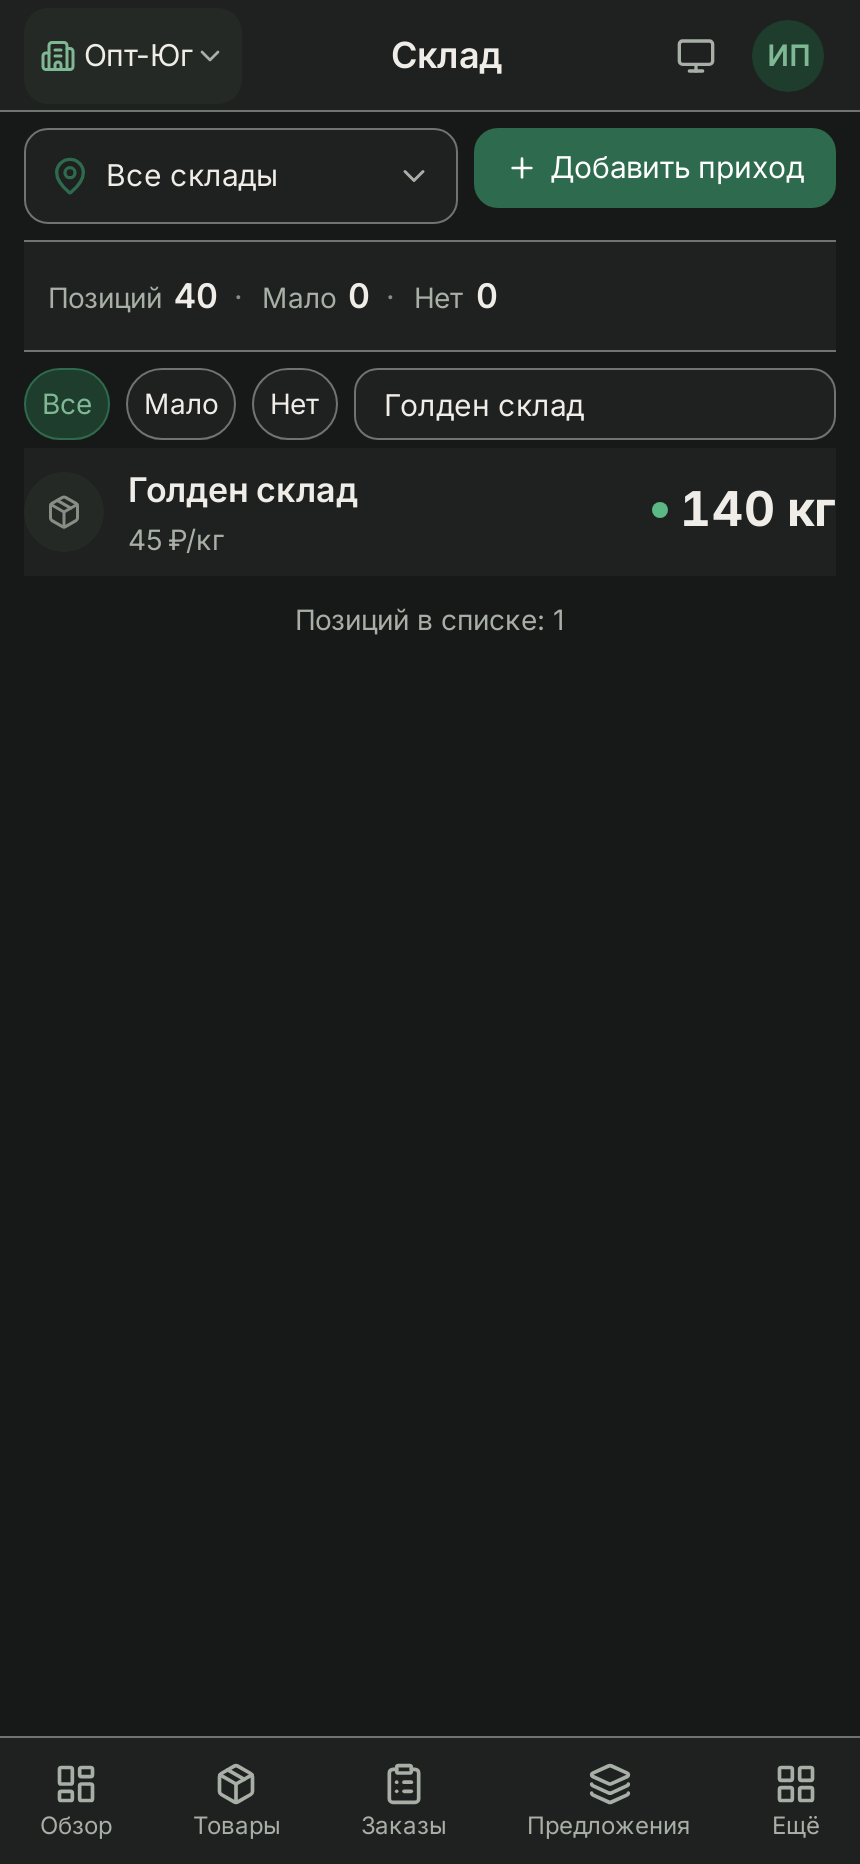 Опт-Юг
Склад
ИП
Все склады
+ Добавить приход
Позиций 40 · Мало 0 · Нет 0
Все
Мало
Нет
Голден склад
Голден склад
45 ₽/кг
140 кг
Позиций в списке: 1
Обзор
Товары
Заказы
Предложения
Ещё